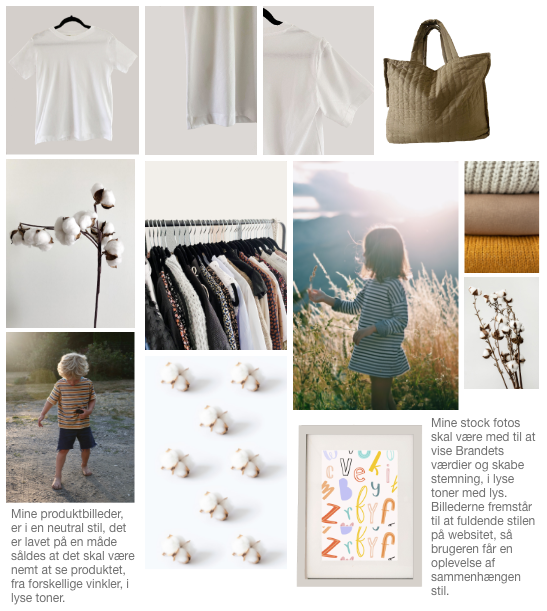 Mine stock fotos
skal være med til at
vise Brandets
værdier og skabe
stemning, i lyse
toner med lys.
Billederne fremstår
til at fuldende stilen
på websitet, så
brugeren får en
oplevelse af
sammenhængen
stil.
Mine produktbilleder,
er i en neutral stil, det
er lavet på en måde
såldes at det skal være
nemt at se produktet,
fra forskellige vinkler, i
lyse toner.